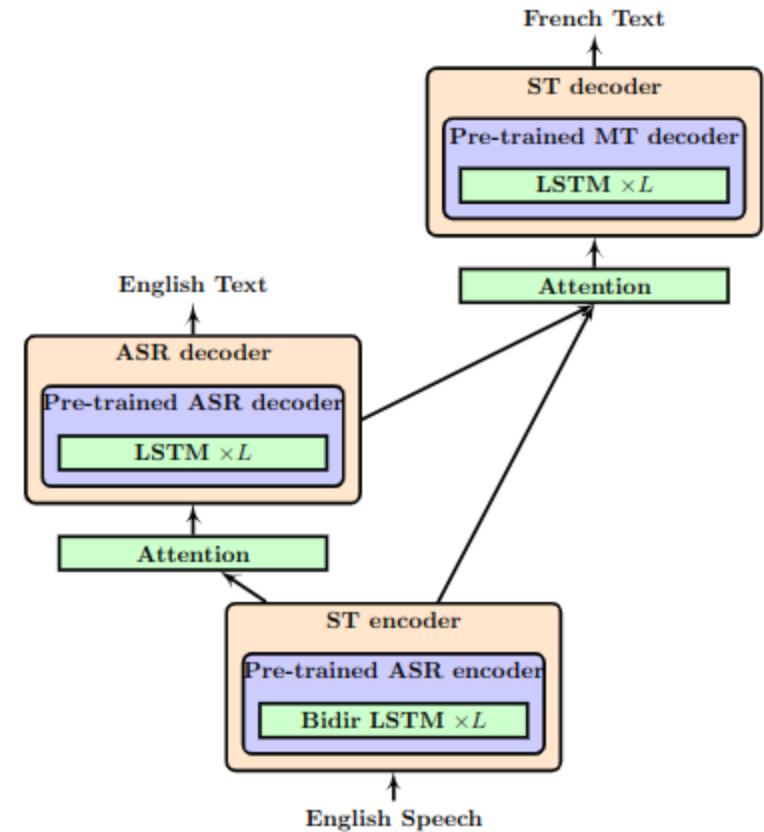 French Text
ST decoder
Pre-trained MT decoder
LSTM ×L
Attention
English Text
ASR decoder
Pre-trained ASR decoder
LSTM ×L
Attention
ST encoder
Pre-trained ASR encoder
Bidir LSTM ×L
English Speech